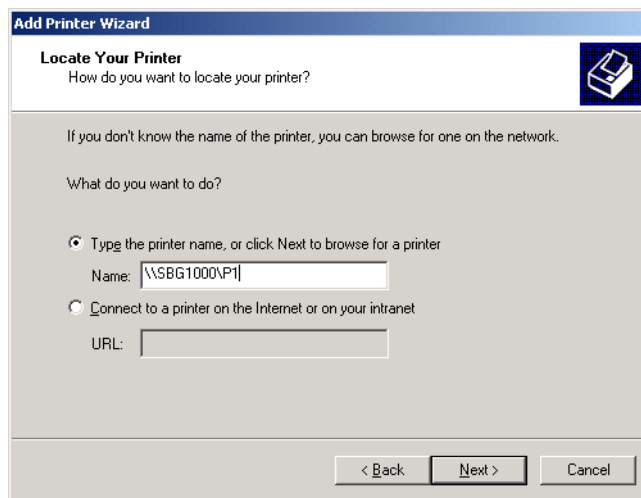 Add Printer Wizard
Locate Your Printer
How do you want to locate your printer?
If you don't know the name of the printer, you can browse for one on the network.
What do you want to do?
Type the printer name, or click Next to browse for a printer
Name: \\SBG1000\P1
Connect to a printer on the Internet or on your intranet
URL:
< Back Next > Cancel